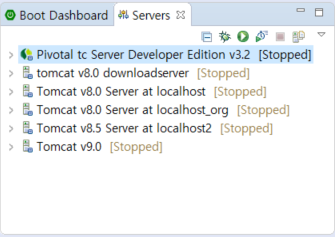 Boot Dashboard Servers
Pivotal tc Server Developer Edition v3.2 [Stopped]
tomcat v8.0 downloadserver [Stopped]
Tomcat v8.0 Server at localhost [Stopped]
Tomcat v8.0 Server at localhost_org [Stopped]
Tomcat v8.5 Server at localhost2 [Stopped]
Tomcat v9.0 [Stopped]